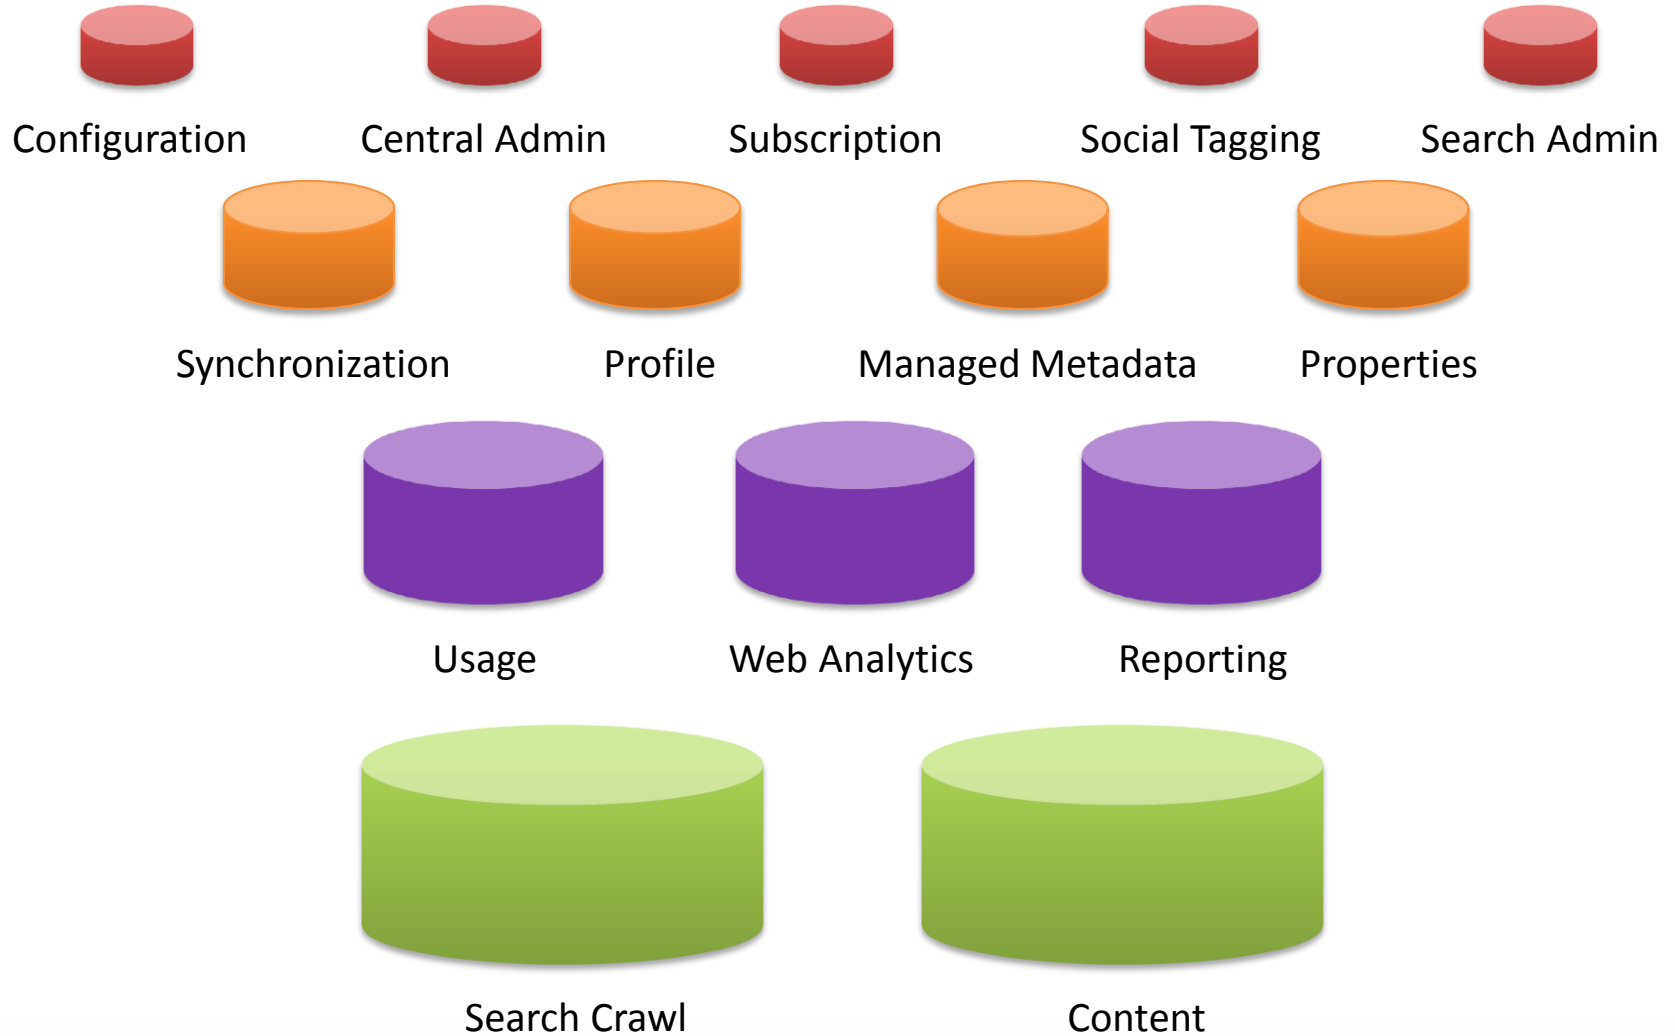 Configuration
Central Admin
Subscription
Social Tagging
Search Admin
Synchronization
Profile
Managed Metadata
Properties
Usage
Web Analytics
Reporting
Search Crawl
Content